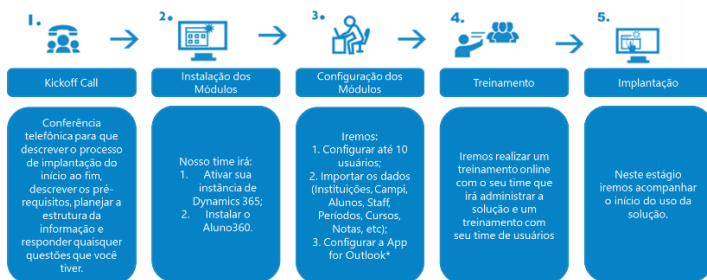 1.
2.
3.
4.
5.
Kickoff Call
Instalação dos
Módulos
Configuração dos
Módulos
Treinamento
Implantação
Conferência
telefônica para que
descrever o processo
de implantação do
início ao fim,
descrever os pré-
requisitos, planejar a
estrutura da
informação e
responder quaisquer
questões que você
tiver.
Nosso time irá:
1. Ativar sua
instância de
Dynamics 365;
2. Instalar o
Aluno360.
Iremos:
1. Configurar até 10
usuários;
2. Importar os dados
(Instituições, Campi,
Alunos, Staff,
Períodos, Cursos,
Notas, etc);
3. Configurar a App
for Outlook*
Iremos realizar um
treinamento online
com o seu time que
irá administrar a
solução e um
treinamento com
seu time de usuários
Neste estágio
iremos acompanhar
o início do uso da
solução.